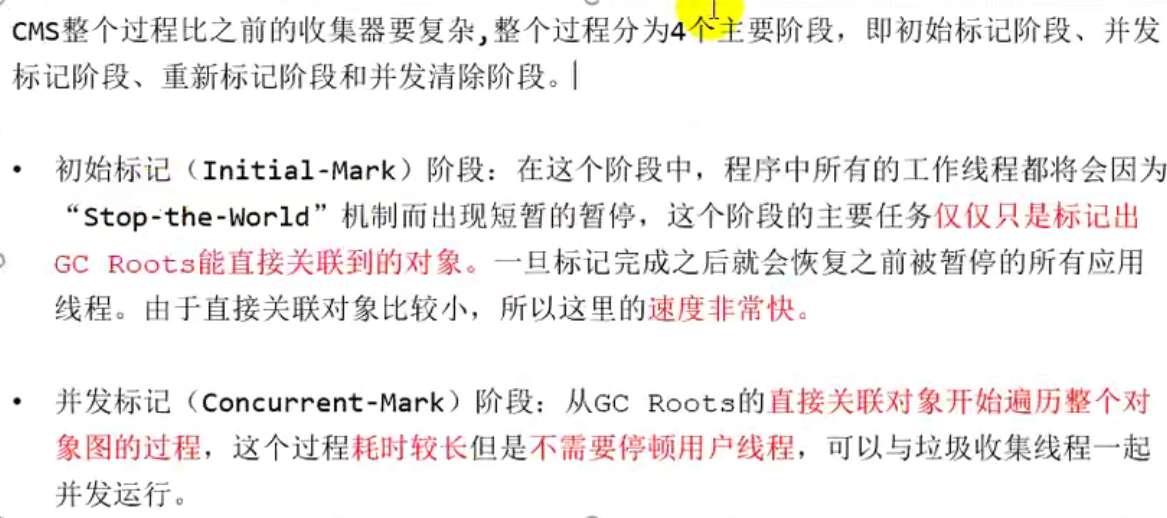 CMS整个过程比之前的收集器要复杂,整个过程分为4个主要阶段，即初始标记阶段、并发
标记阶段、重新标记阶段和并发清除阶段。
• 初始标记（Initial-Mark）阶段：在这个阶段中，程序中所有的工作线程都将会因为
“Stop-the-World”机制而出现短暂的暂停，这个阶段的主要任务仅仅只是标记出
GC Roots能直接关联到的对象。一旦标记完成之后就会恢复之前被暂停的所有应用
线程。由于直接关联对象比较小，所以这里的速度非常快。
• 并发标记（Concurrent-Mark）阶段：从GC Roots的直接关联对象开始遍历整个对
象图的过程，这个过程耗时较长但是不需要停顿用户线程，可以与垃圾收集线程一起
并发运行。